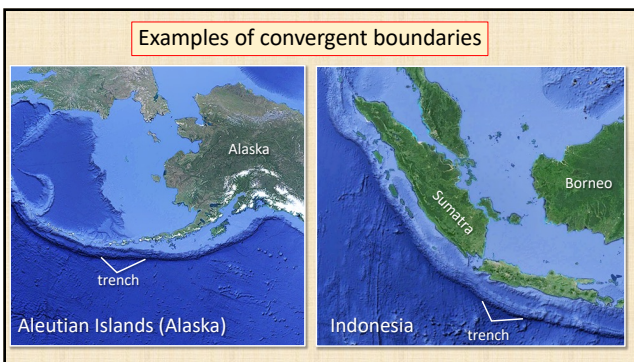 Examples of convergent boundaries
Alaska
trench
Aleutian Islands (Alaska)
Borneo
Sumatra
Indonesia
trench